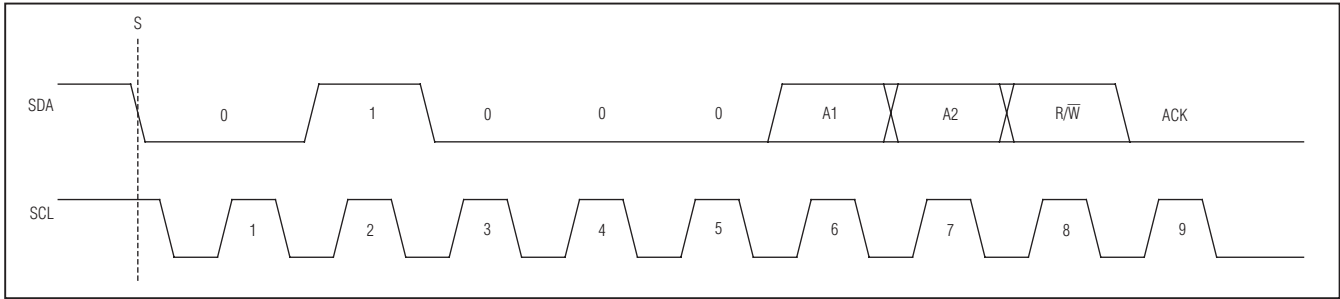 S
SDA 0 1 0 0 0 A1 A2 R/W̅ ACK
SCL 1 2 3 4 5 6 7 8 9